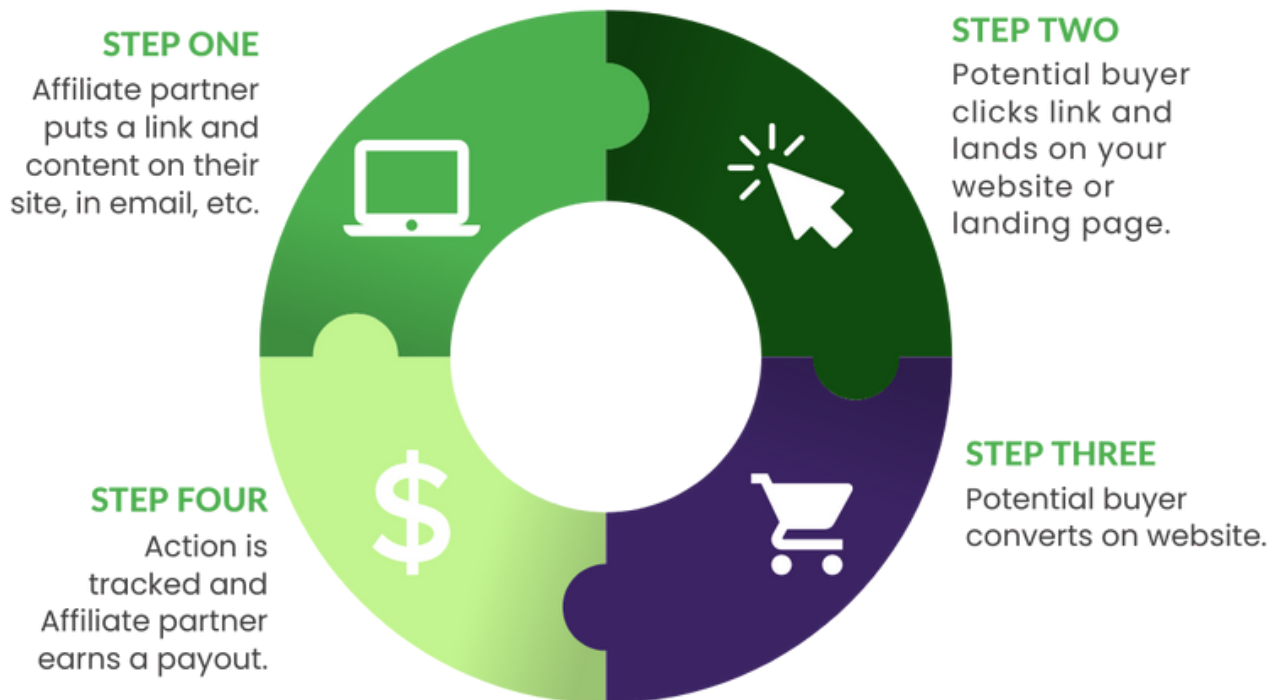 STEP ONE
Affiliate partner
puts a link and
content on their
site, in email, etc.
STEP TWO
Potential buyer
clicks link and
lands on your
website or
landing page.
STEP THREE
Potential buyer
converts on website.
STEP FOUR
Action is
tracked and
Affiliate partner
earns a payout.